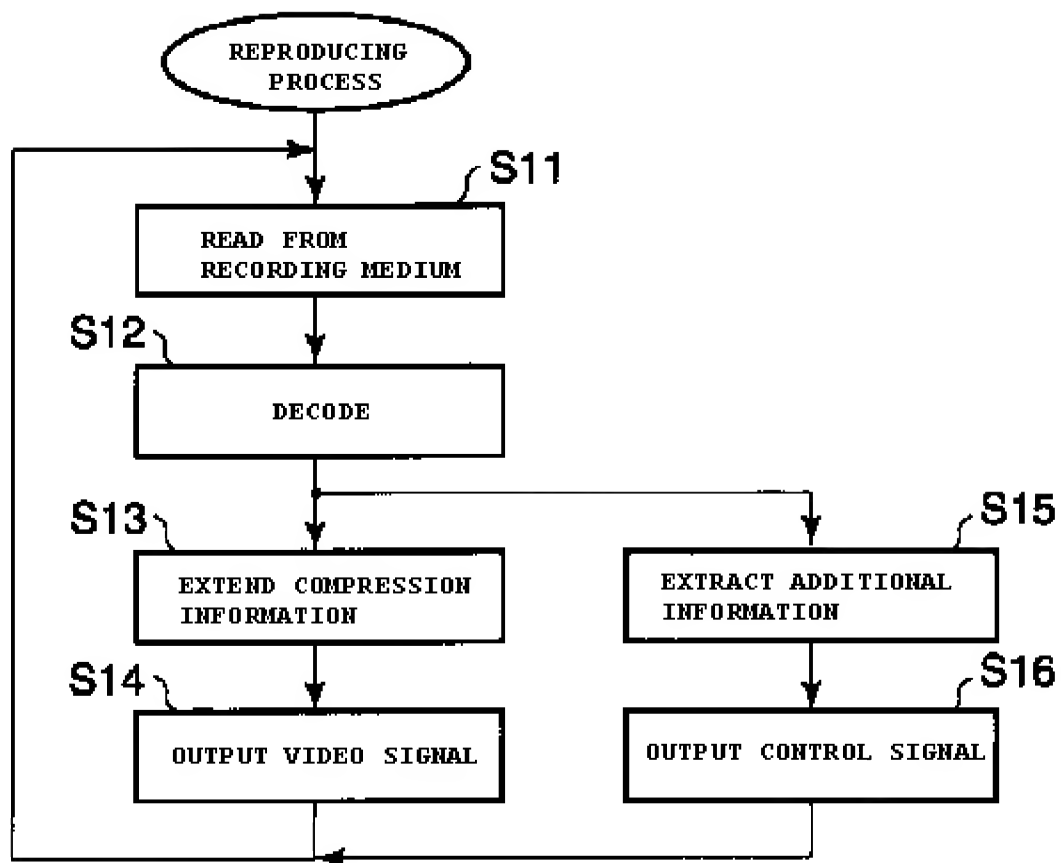 REPRODUCING
PROCESS
S11
READ FROM
RECORDING MEDIUM
S12
DECODE
S13
EXTEND COMPRESSION
INFORMATION
S15
EXTRACT ADDITIONAL
INFORMATION
S14
OUTPUT VIDEO SIGNAL
S16
OUTPUT CONTROL SIGNAL